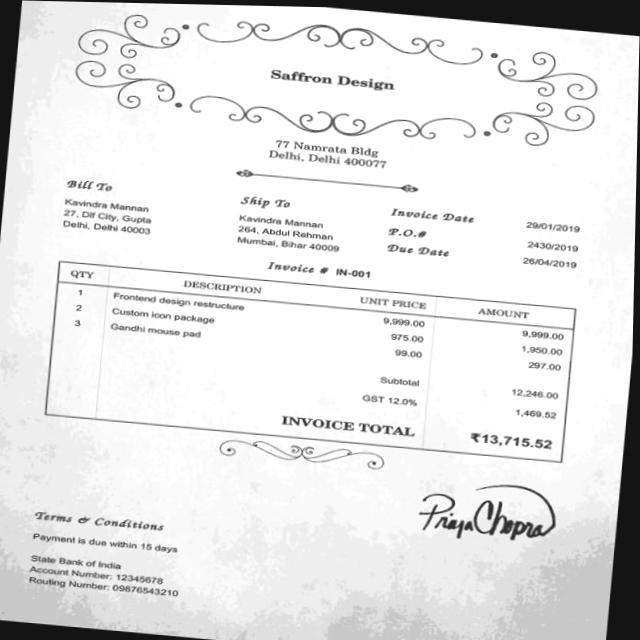 Saffron Design
77 Namrata Bldg
Delhi, Delhi 400077
Bill To
Kavindra Mannan
27, Dlf City, Gupta
Delhi, Delhi 40003
Ship To
Kavindra Mannan
264, Abdul Rehman
Mumbai, Bihar 40009
Invoice Date 29/01/2019
P.O.# 2430/2019
Due Date 26/04/2019
Invoice # IN-001
QTY DESCRIPTION UNIT PRICE AMOUNT
1 Frontend design restructure 9,999.00 9,999.00
2 Custom icon package 975.00 1,950.00
3 Gandhi mouse pad 99.00 297.00
Subtotal 12,246.00
GST 12.0% 1,469.52
INVOICE TOTAL ₹13,715.52
Priya Chopra
Terms & Conditions
Payment is due within 15 days
State Bank of India
Account Number: 12345678
Routing Number: 09876543210